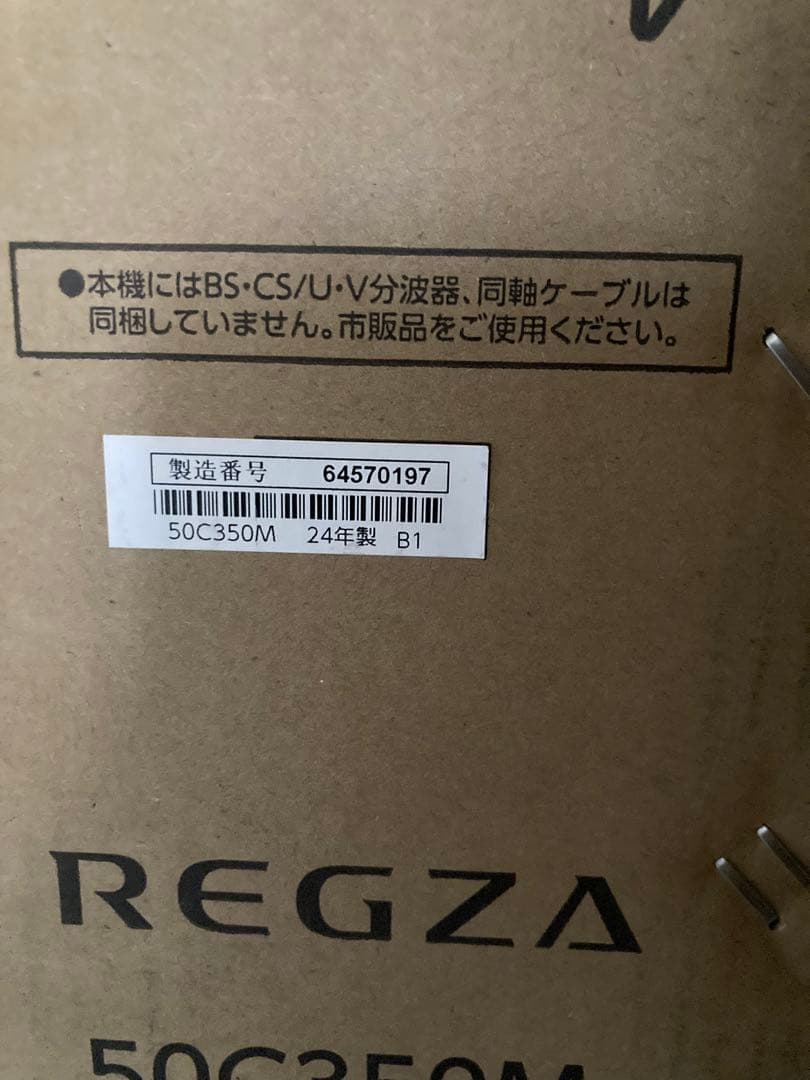 V
●本機にはBS・CS/U・V分波器、同軸ケーブルは
同梱していません。市販品をご使用ください。
製造番号 64570197
50C350M 24年製 B1
REGZA
50C350M